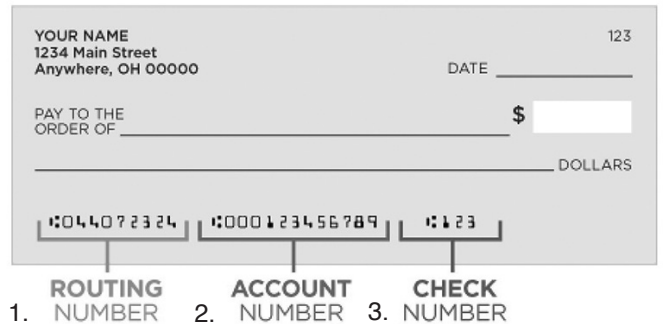 YOUR NAME 123
1234 Main Street
Anywhere, OH 00000
DATE
PAY TO THE
ORDER OF $
DOLLARS
⑆044072324 ⑆000123456789 ⑆123
ROUTING ACCOUNT CHECK
1. NUMBER 2. NUMBER 3. NUMBER